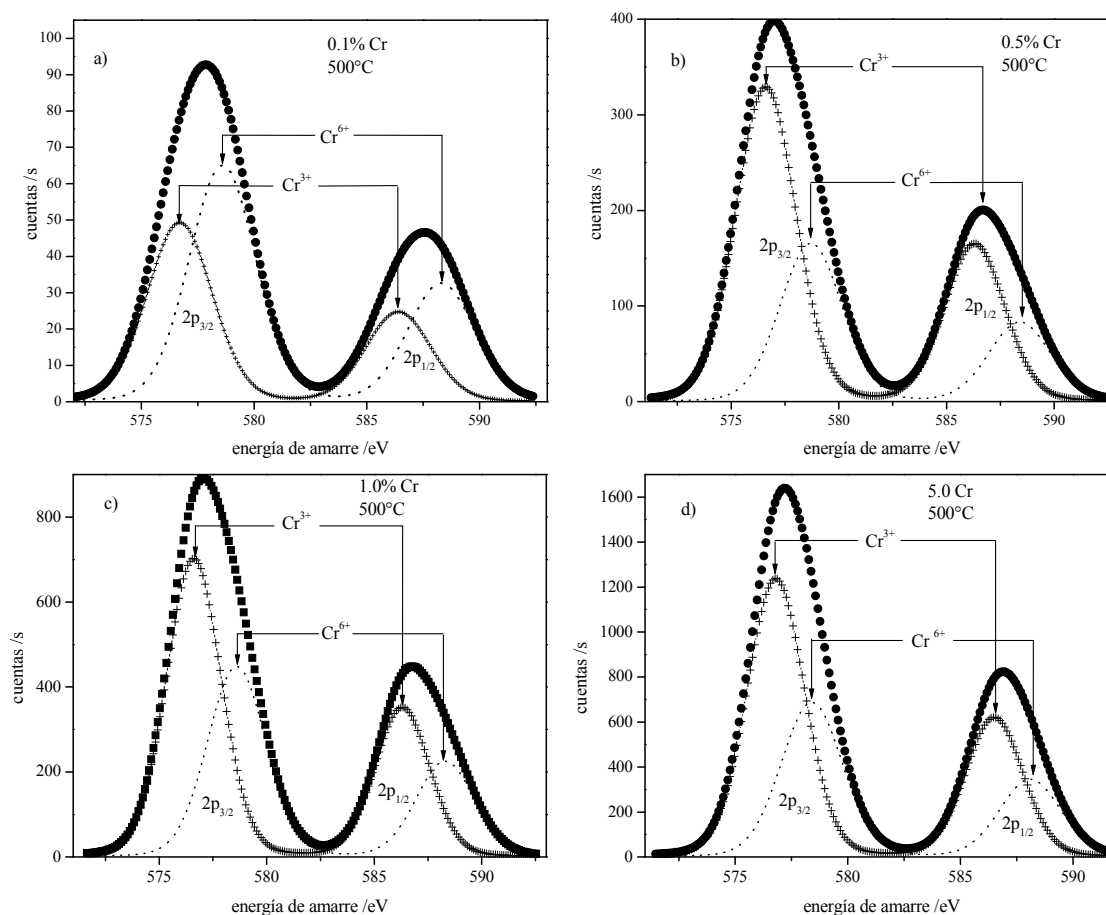 a)
0.1% Cr
500°C
Cr6+
Cr3+
2p3/2
2p1/2
cuentas /s
100
90
80
70
60
50
40
30
20
10
0
575
580
585
590
energía de amarre /eV
b)
0.5% Cr
500°C
Cr3+
Cr6+
2p3/2
2p1/2
cuentas /s
400
300
200
100
0
575
580
585
590
energía de amarre /eV
c)
1.0% Cr
500°C
Cr3+
Cr6+
2p3/2
2p1/2
cuentas /s
800
600
400
200
0
575
580
585
590
energía de amarre /eV
d)
5.0 Cr
500°C
Cr3+
Cr 6+
2p3/2
2p1/2
cuentas /s
1600
1400
1200
1000
800
600
400
200
0
575
580
585
590
energía de amarre /eV